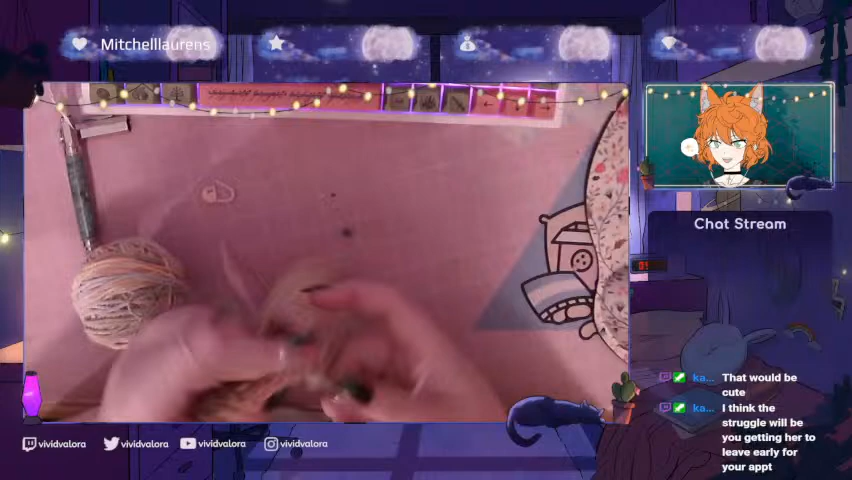 Mitchelllaurens
Chat Stream
ka... That would be
cute
ka... I think the
struggle will be
you getting her to
leave early for
your appt
vividvalora vividvalora vividvalora vividvalora